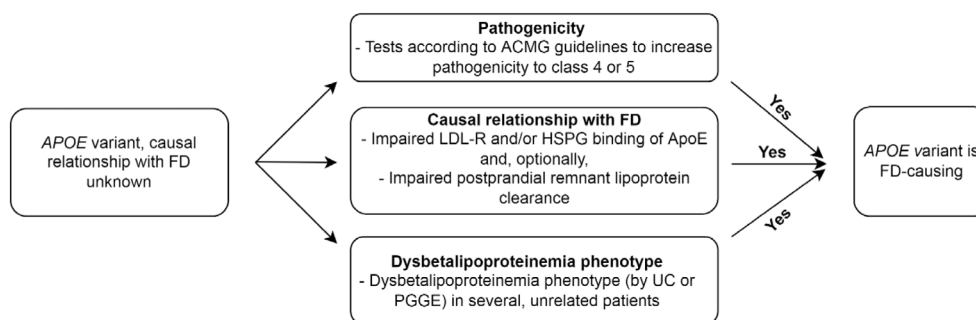 Pathogenicity
- Tests according to ACMG guidelines to increase
pathogenicity to class 4 or 5
APOE variant, causal
relationship with FD
unknown
Causal relationship with FD
- Impaired LDL-R and/or HSPG binding of ApoE
and, optionally,
- Impaired postprandial remnant lipoprotein
clearance
Dysbetalipoproteinemia phenotype
- Dysbetalipoproteinemia phenotype (by UC or
PGGE) in several, unrelated patients
Yes
Yes
Yes
APOE variant is
FD-causing